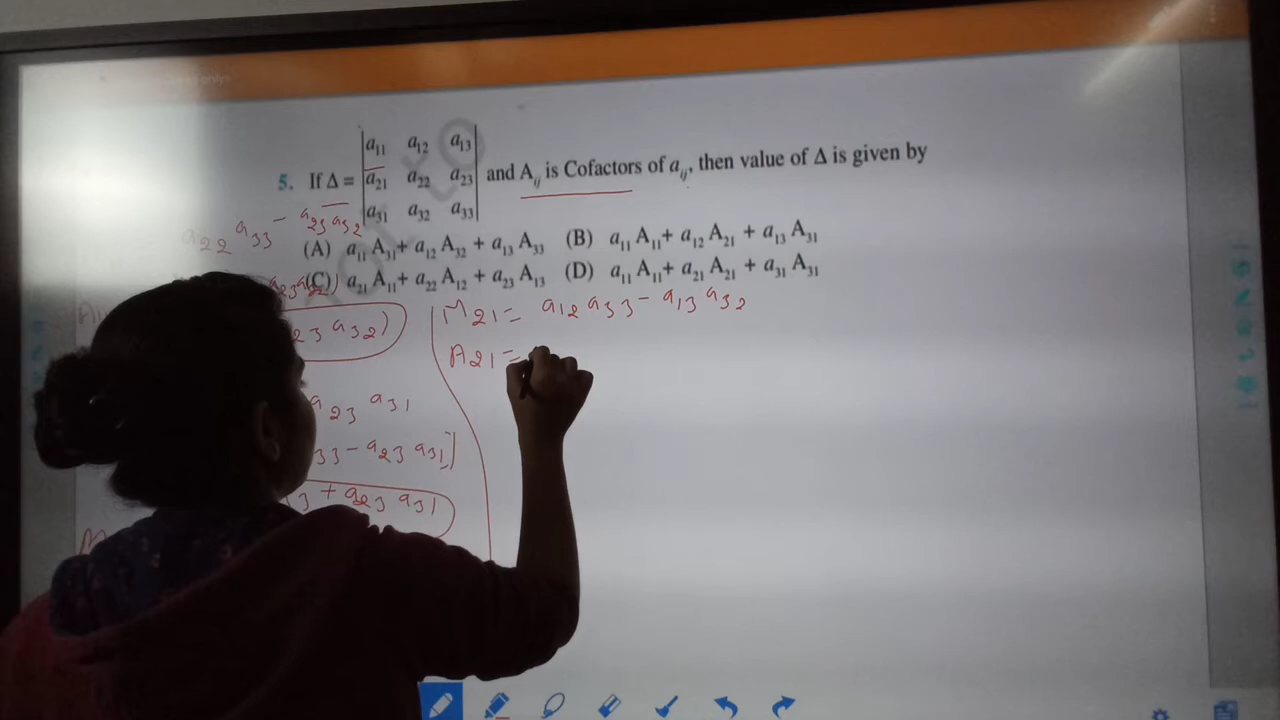 5. If Δ = | a11 a12 a13 | and Aij is Cofactors of aij, then value of Δ is given by
| a21 a22 a23 |
| a31 a32 a33 |
a22 a33 - a23 a32
(A) a11 A31 + a12 A32 + a13 A33 (B) a11 A11 + a12 A21 + a13 A31
(C) a21 A11 + a22 A12 + a23 A13 (D) a11 A11 + a21 A21 + a31 A31
M21 = a12 a33 - a13 a32
23 a32)
A21 =
a23 a31
33 - a23 a31]
3 + a23 a31